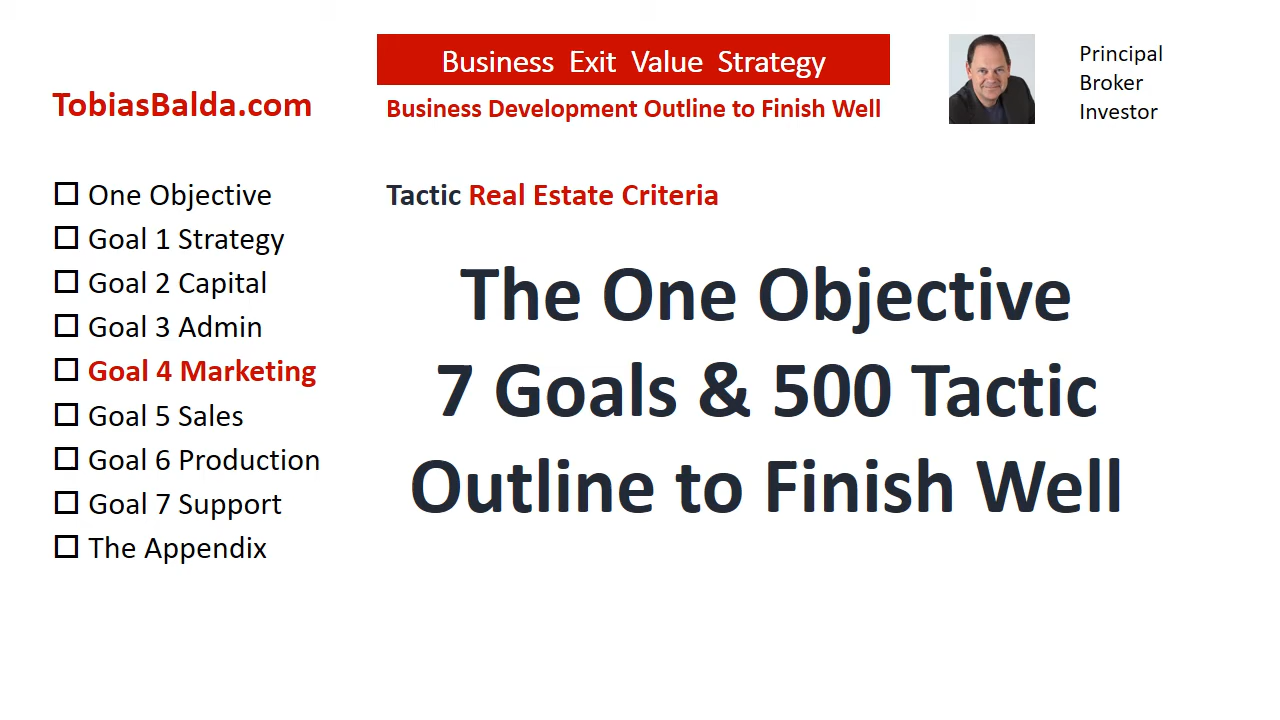 Business Exit Value Strategy
TobiasBalda.com
Business Development Outline to Finish Well
Principal
Broker
Investor
One Objective
Goal 1 Strategy
Goal 2 Capital
Goal 3 Admin
Goal 4 Marketing
Goal 5 Sales
Goal 6 Production
Goal 7 Support
The Appendix
Tactic Real Estate Criteria
The One Objective
7 Goals & 500 Tactic
Outline to Finish Well